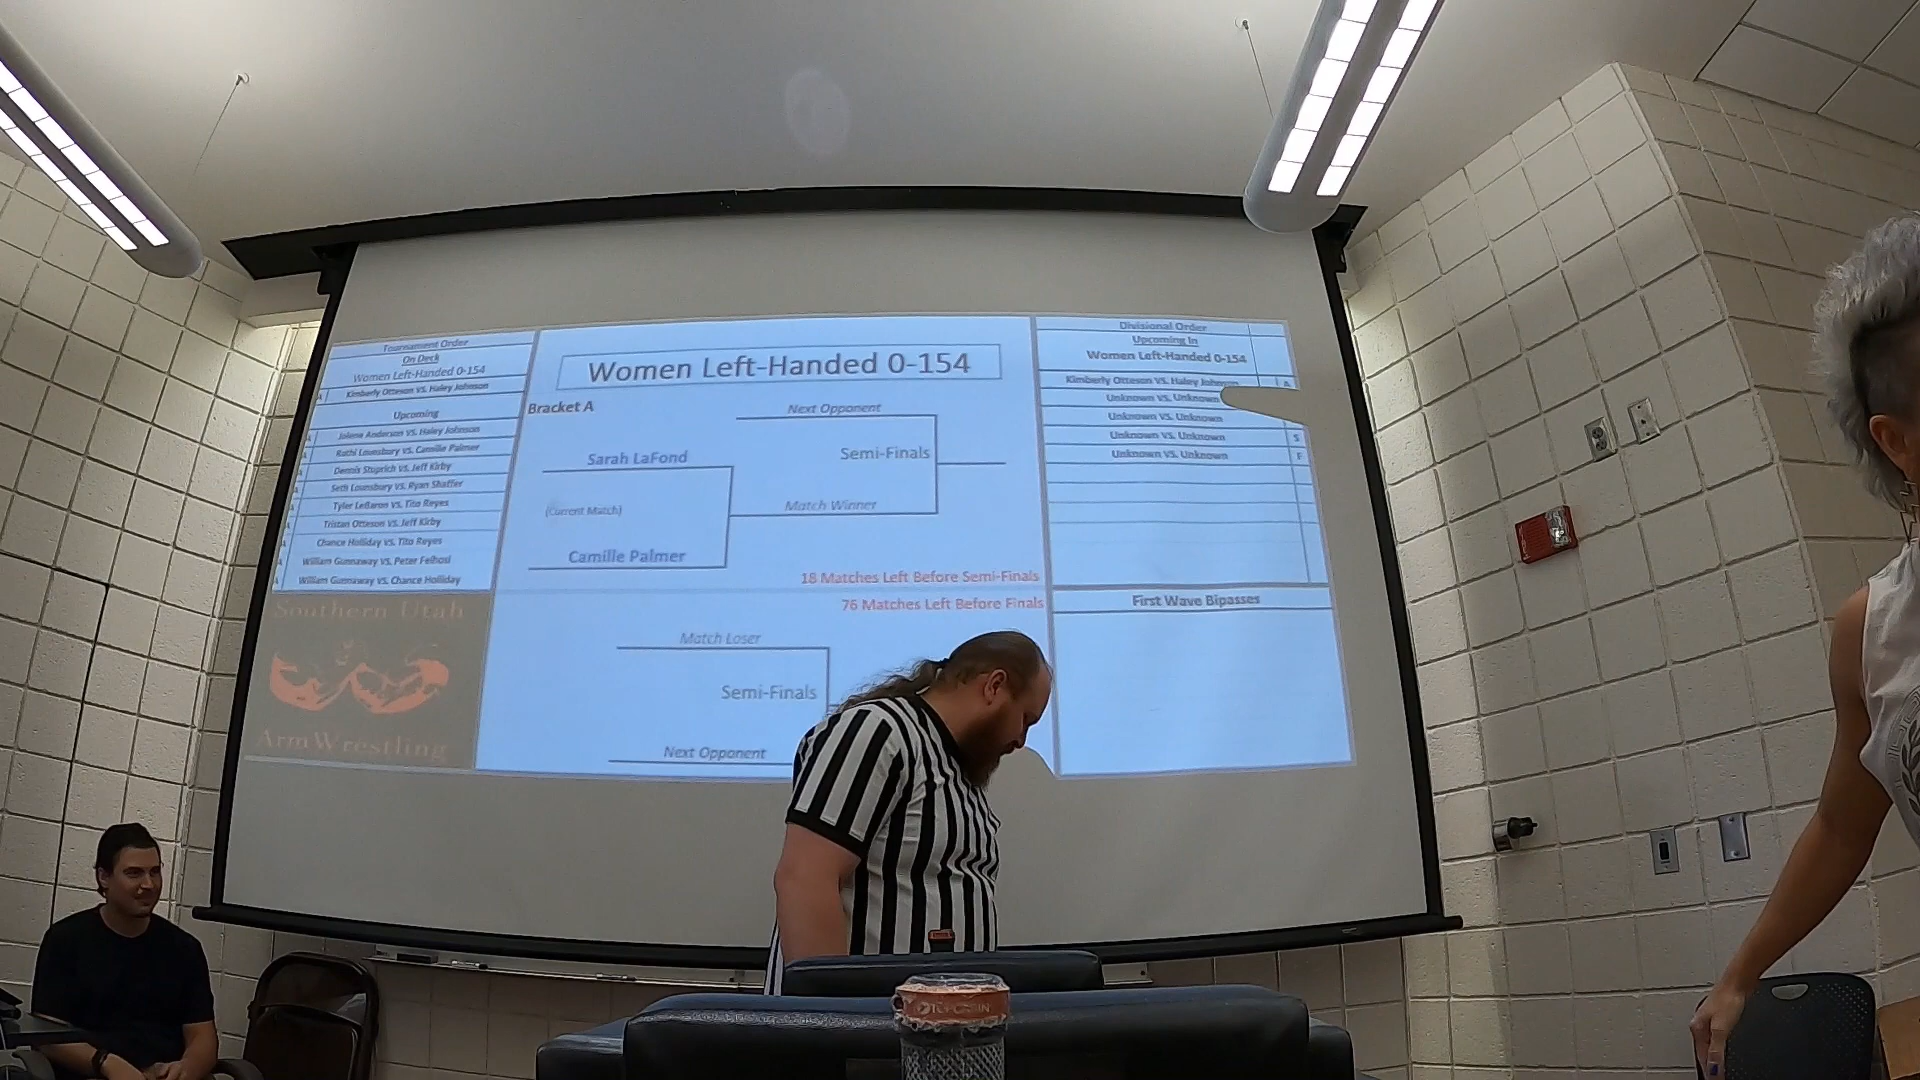 Tournament Order
On Deck
Women Left-Handed 0-154
A Kimberly Otteson VS. Haley Johnson
Upcoming
A Jolene Anderson VS. Haley Johnson
A Ruthi Lounsbury VS. Camille Palmer
A Dennis Stuprich VS. Jeff Kirby
A Seth Lounsbury VS. Ryan Shaffer
A Tyler LeBaron VS. Tito Reyes
A Tristan Otteson VS. Jeff Kirby
A Chance Holliday VS. Tito Reyes
A William Gunnaway VS. Peter
A William Gunnaway VS. Chance Holliday
Southern Utah
Arm Wrestling
Women Left-Handed 0-154
Bracket A
Next Opponent
Sarah LaFond
Semi-Finals
(Current Match)
Match Winner
Camille Palmer
18 Matches Left Before Semi-Finals
76 Matches Left Before Finals
Match Loser
Semi-Finals
Next Opponent
Divisional Order
Upcoming In
Women Left-Handed 0-154
Kimberly Otteson VS. Haley Johnson A
Unknown VS. Unknown
Unknown VS. Unknown
Unknown VS. Unknown S
Unknown VS. Unknown F
First Wave Bipasses